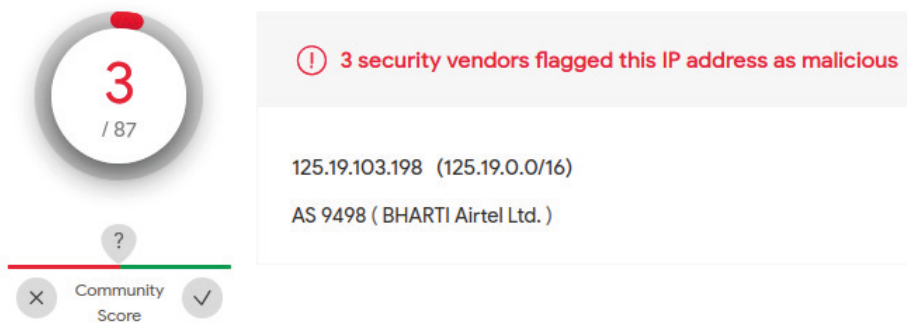 3
/ 87
?
Community
Score
3 security vendors flagged this IP address as malicious
125.19.103.198 (125.19.0.0/16)
AS 9498 ( BHARTI Airtel Ltd. )